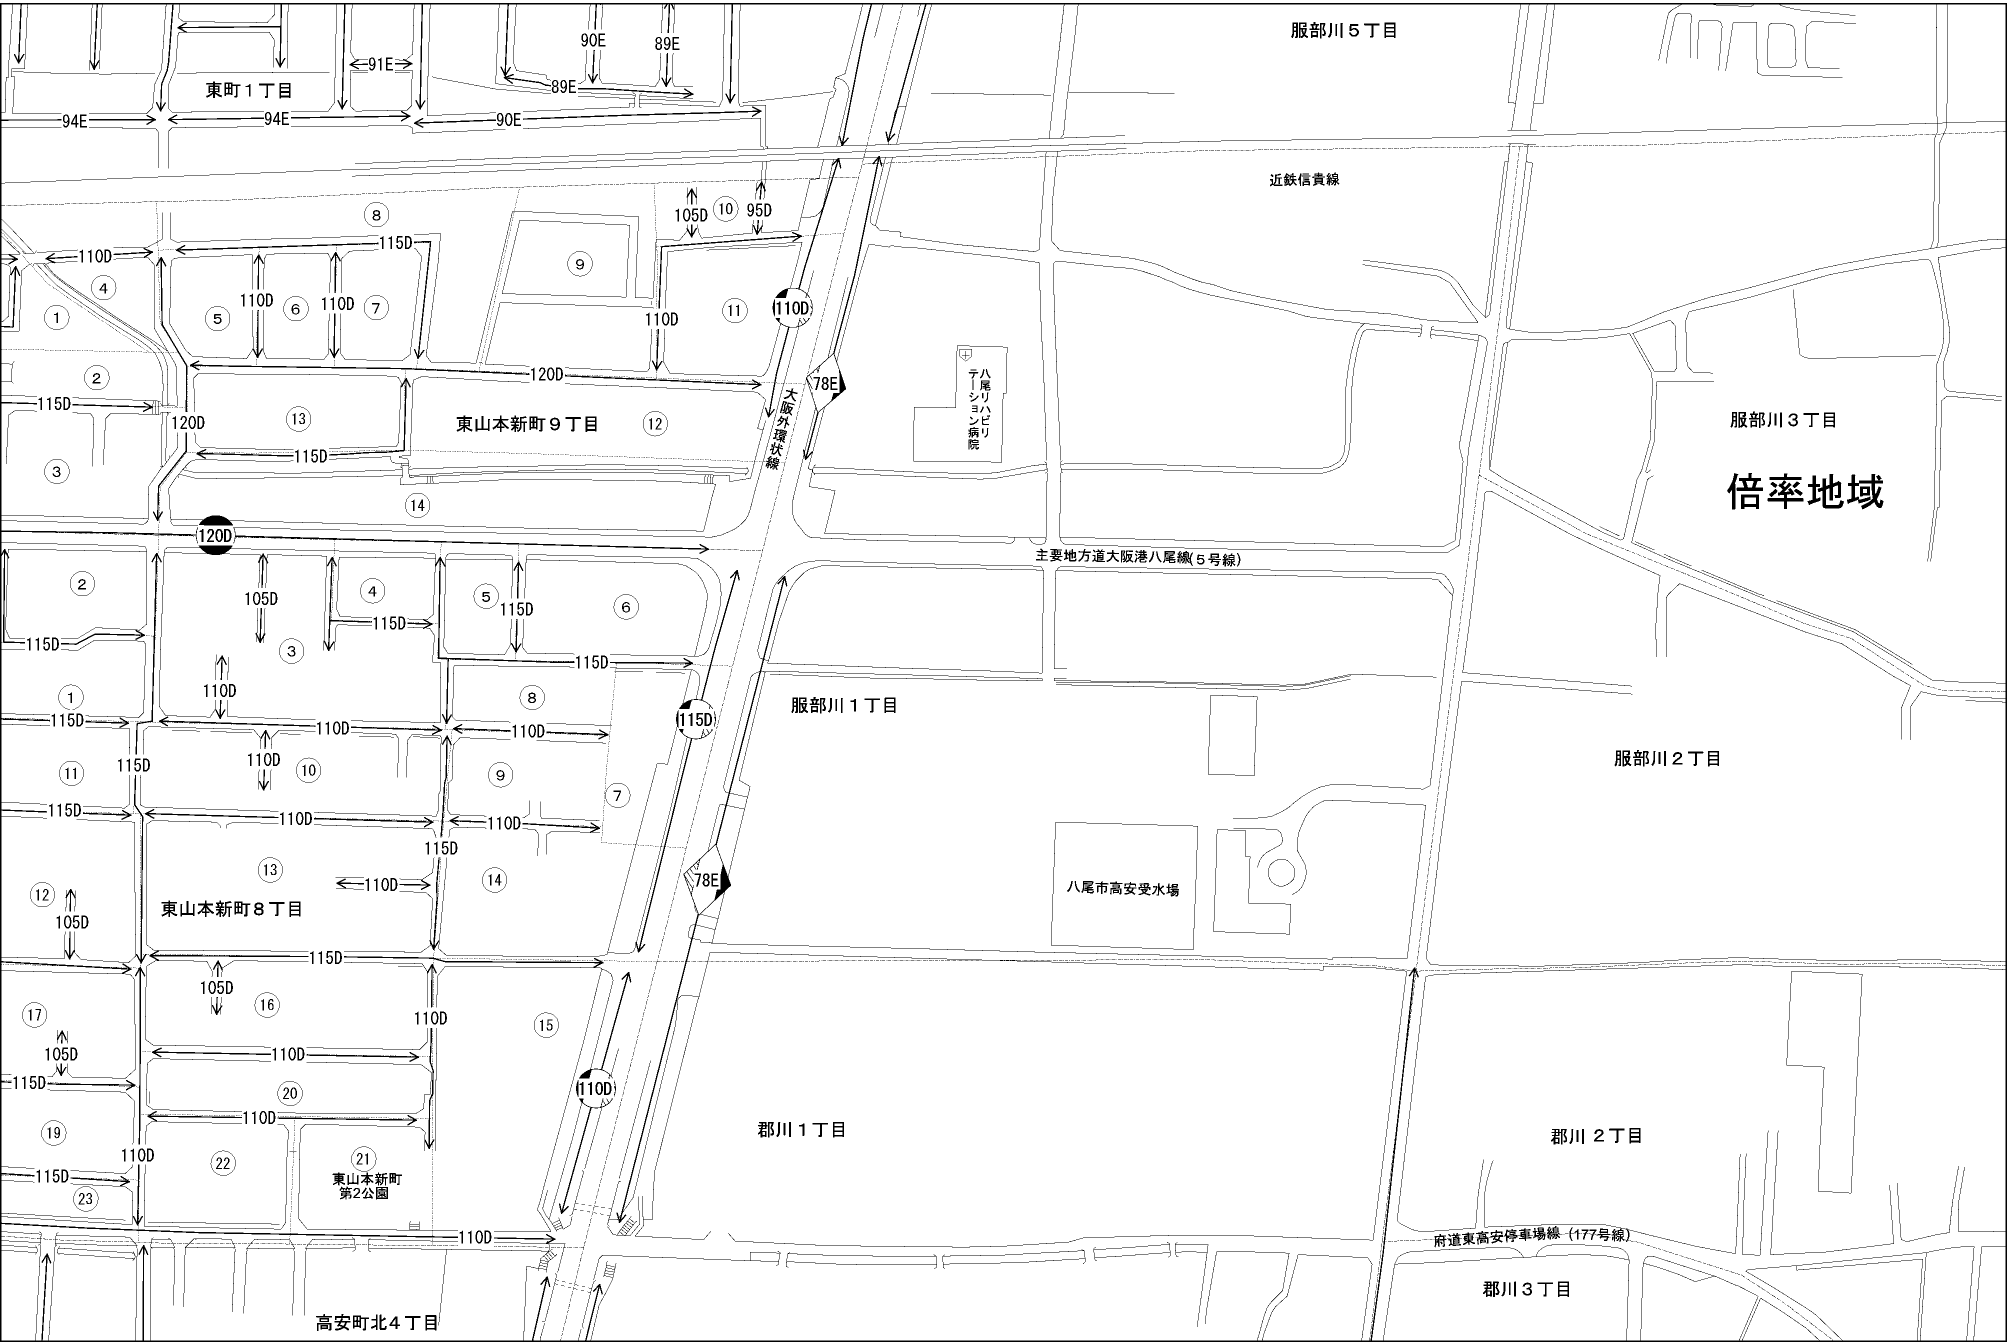 服部川５丁目
90E
89E
91E
89E
東町１丁目
94E
94E
90E
近鉄信貴線
8
105D
10
95D
115D
110D
9
4
110D
6
110D
7
110D
11
110D
1
5
110D
2
120D
78E
大阪外環状線
八尾リハビリ
テーション病院
115D
13
120D
東山本新町９丁目
12
服部川３丁目
115D
3
倍率地域
14
120D
主要地方道大阪港八尾線(５号線)
2
105D
4
5
115D
6
115D
115D
3
115D
110D
1
8
服部川１丁目
115D
110D
110D
115D
115D
110D
服部川２丁目
11
10
9
7
115D
110D
110D
115D
13
14
78E
12
110D
八尾市高安受水場
105D
東山本新町８丁目
115D
105D
16
17
110D
15
105D
110D
115D
110D
20
110D
19
110D
22
21
東山本新町
第2公園
115D
23
郡川１丁目
郡川２丁目
110D
府道東高安停車場線（177号線）
郡川３丁目
高安町北４丁目